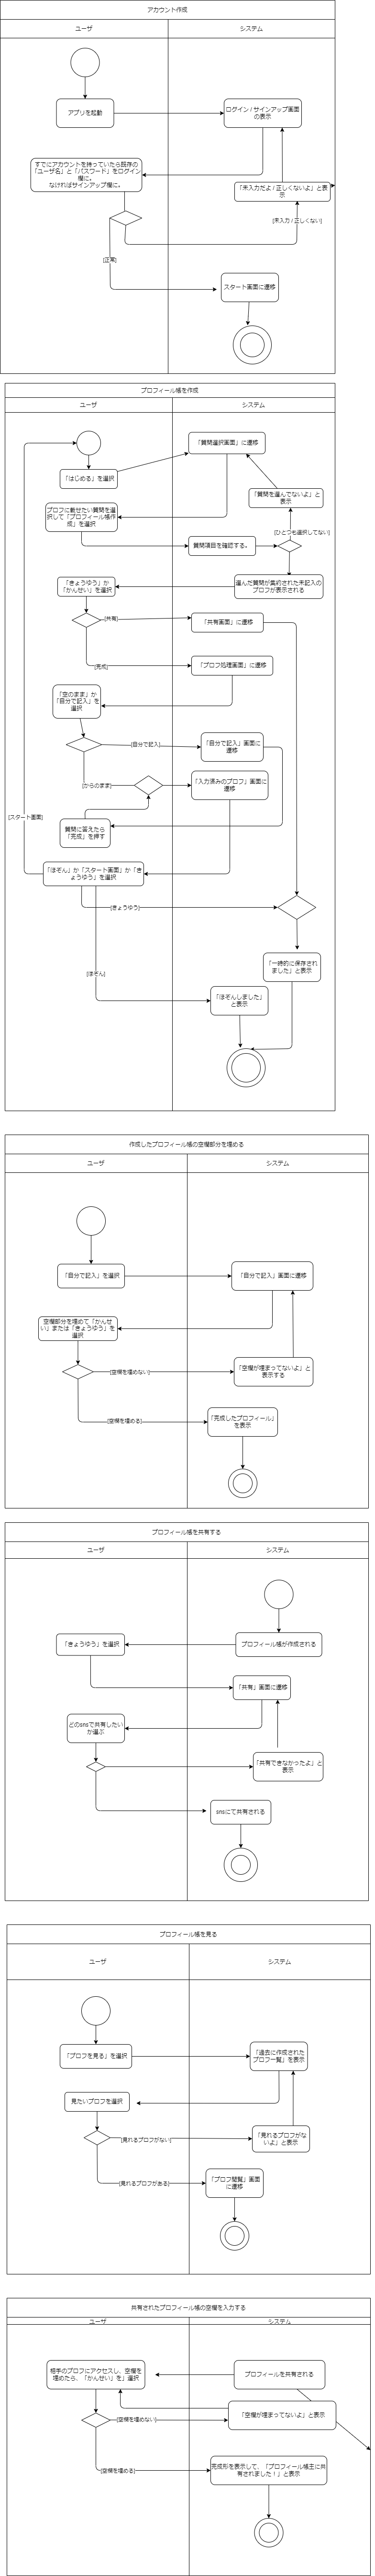 アカウント作成
ユーザ
システム
アプリを起動
ログイン / サインアップ画面
の表示
すでにアカウントを持っていたら既存の
「ユーザ名」と「パスワード」をログイン
欄に。
なければサインアップ欄に。
「未入力だよ / 正しくないよ」と表
示
[未入力 / 正しくない]
[正常]
スタート画面に遷移
プロフィール帳を作成
ユーザ
システム
「質問選択画面」に遷移
「はじめる」を選択
「質問を選んでないよ」と
表示
プロフに載せたい質問を選
択して「プロフィール帳作
成」を選択
[ひとつも選択してない]
質問項目を確認する。
「きょうゆう」か
「かんせい」を選択
選んだ質問が集約された未記入の
プロフが表示される
[共有]
「共有画面」に遷移
[完成]
「プロフ処理画面」に遷移
「空のまま」か
「自分で記入」を
選択
[自分で記入]
「自分で記入」画面に
遷移
[からのまま]
「入力済みのプロフ」画面に
遷移
[スタート画面]
質問に答えたら
「完成」を押す
「ほぞん」か「スタート画面」か「き
ょうゆう」を選択
[きょうゆう]
「一時的に保存され
ました」と表示
[ほぞん]
「ほぞんしました」
と表示
作成したプロフィール帳の空欄部分を埋める
ユーザ
システム
「自分で記入」を選択
「自分で記入」画面に遷移
空欄部分を埋めて「かんせ
い」または「きょうゆう」を
選択
[空欄を埋めない]
「空欄が埋まってないよ」と
表示する
[空欄を埋める]
「完成したプロフィール」
を表示
プロフィール帳を共有する
ユーザ
システム
「きょうゆう」を選択
プロフィール帳が作成される
「共有」画面に遷移
どのsnsで共有したい
か選ぶ
「共有できなかったよ」と
表示
snsにて共有される
プロフィール帳を見る
ユーザ
システム
「プロフを見る」を選択
「過去に作成された
プロフ一覧」を表示
見たいプロフを選択
[見れるプロフがない]
「見れるプロフがな
いよ」と表示
[見れるプロフがある]
「プロフ閲覧」画面
に遷移
共有されたプロフィール帳の空欄を入力する
ユーザ
システム
相手のプロフにアクセスし、空欄を
埋めたら、「かんせい」を」選択
プロフィールを共有される
[空欄を埋めない]
「空欄が埋まってないよ」と表示
[空欄を埋める]
完成形を表示して、「プロフィール帳主に共
有されました！」と表示